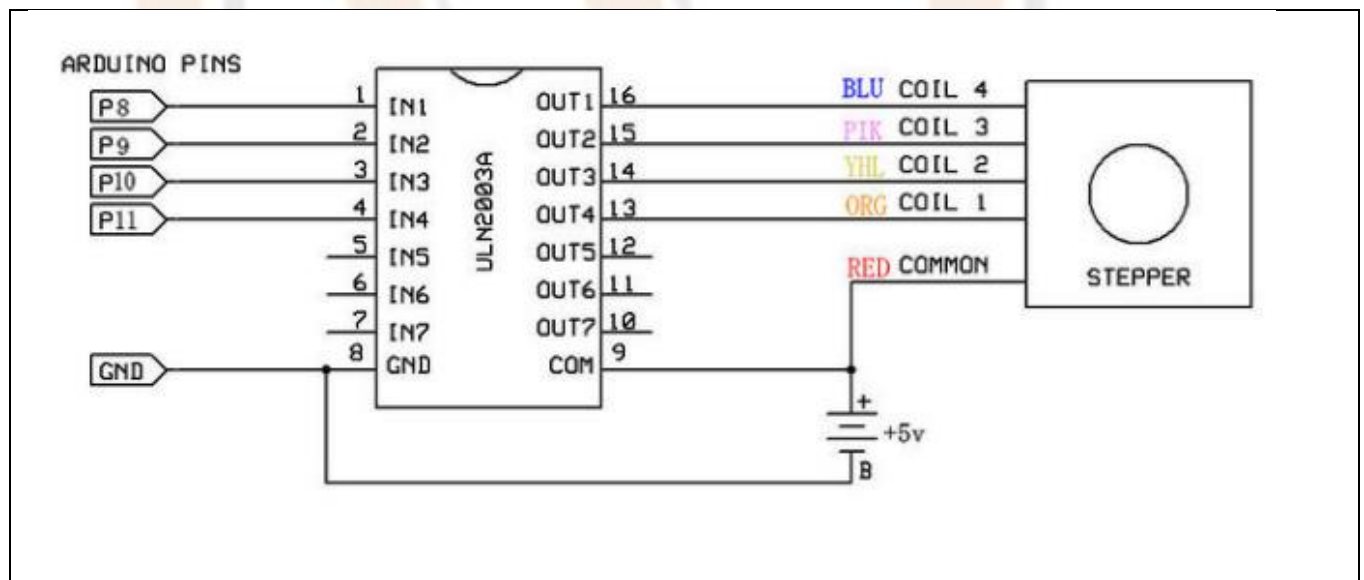 ARDUINO PINS
P8
P9
P10
P11
GND
1
2
3
4
5
6
7
8
IN1
IN2
IN3
IN4
IN5
IN6
IN7
GND
ULN2003A
OUT1
OUT2
OUT3
OUT4
OUT5
OUT6
OUT7
COM
16
15
14
13
12
11
10
9
BLU COIL 4
PIK COIL 3
YHL COIL 2
ORG COIL 1
RED COMMON
STEPPER
+
+5v
B